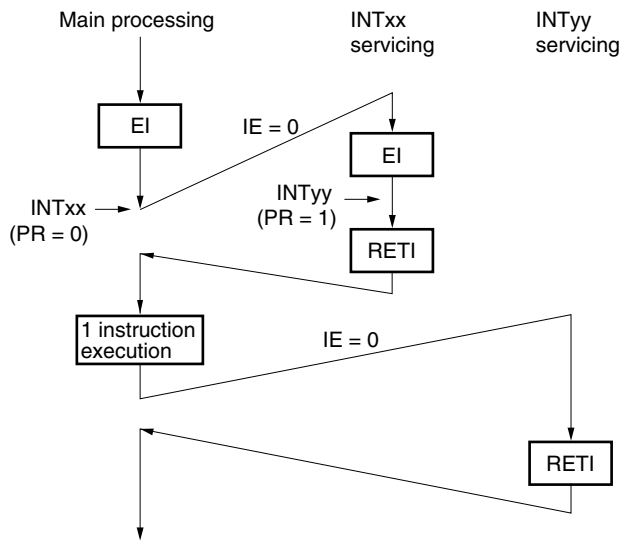 Main processing
INTxx
servicing
INTyy
servicing
EI
IE = 0
EI
INTxx
(PR = 0)
INTyy
(PR = 1)
RETI
1 instruction
execution
IE = 0
RETI